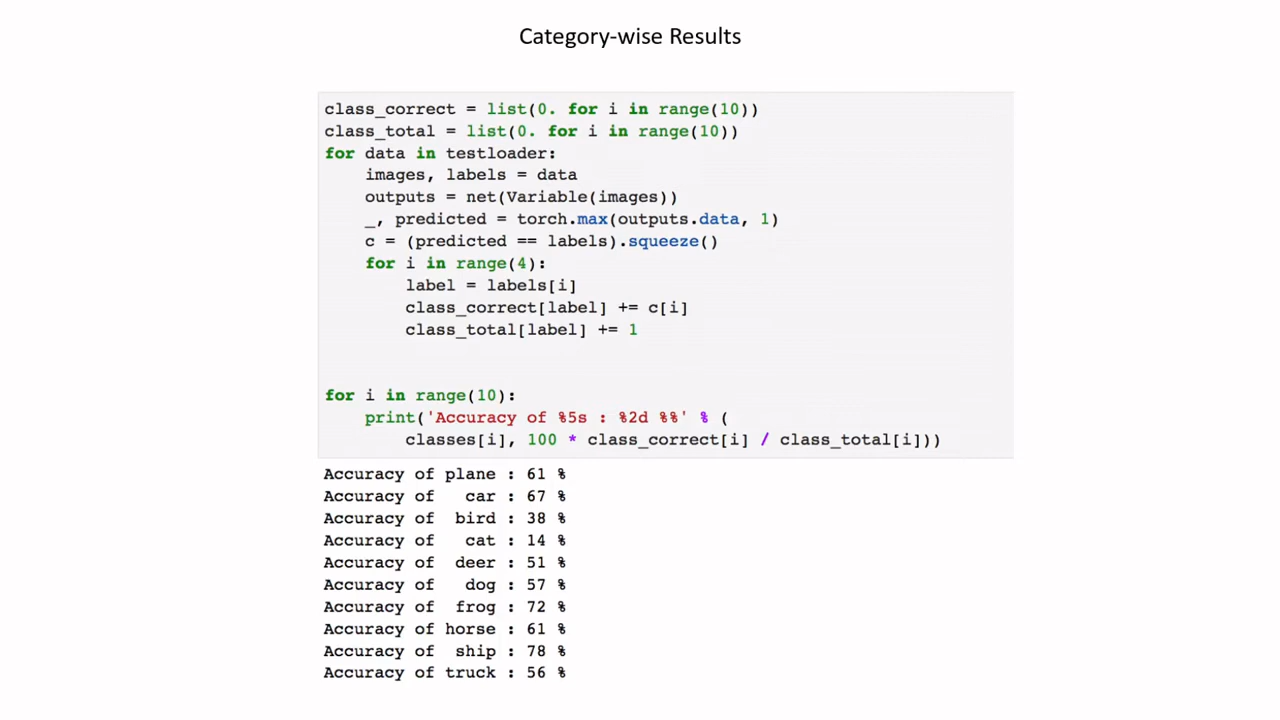 Category-wise Results
class_correct = list(0. for i in range(10))
class_total = list(0. for i in range(10))
for data in testloader:
    images, labels = data
    outputs = net(Variable(images))
    _, predicted = torch.max(outputs.data, 1)
    c = (predicted == labels).squeeze()
    for i in range(4):
        label = labels[i]
        class_correct[label] += c[i]
        class_total[label] += 1
for i in range(10):
    print('Accuracy of %5s : %2d %%' % (
        classes[i], 100 * class_correct[i] / class_total[i]))
Accuracy of plane : 61 %
Accuracy of   car : 67 %
Accuracy of  bird : 38 %
Accuracy of   cat : 14 %
Accuracy of  deer : 51 %
Accuracy of   dog : 57 %
Accuracy of  frog : 72 %
Accuracy of horse : 61 %
Accuracy of  ship : 78 %
Accuracy of truck : 56 %